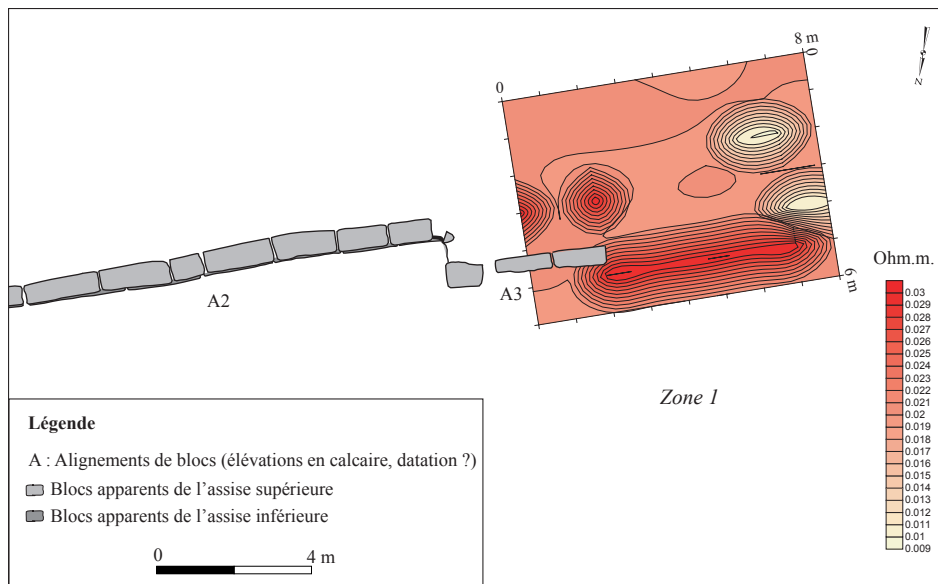 8 m
0
0
N
A2
A3
6 m
Ohm.m.
0.03
0.029
0.028
0.027
0.026
0.025
0.024
0.023
0.022
0.021
0.02
0.019
0.018
0.017
0.016
0.015
0.014
0.013
0.012
0.011
0.01
0.009
Zone 1
Légende
A : Alignements de blocs (élévations en calcaire, datation ?)
Blocs apparents de l’assise supérieure
Blocs apparents de l’assise inférieure
0 4 m